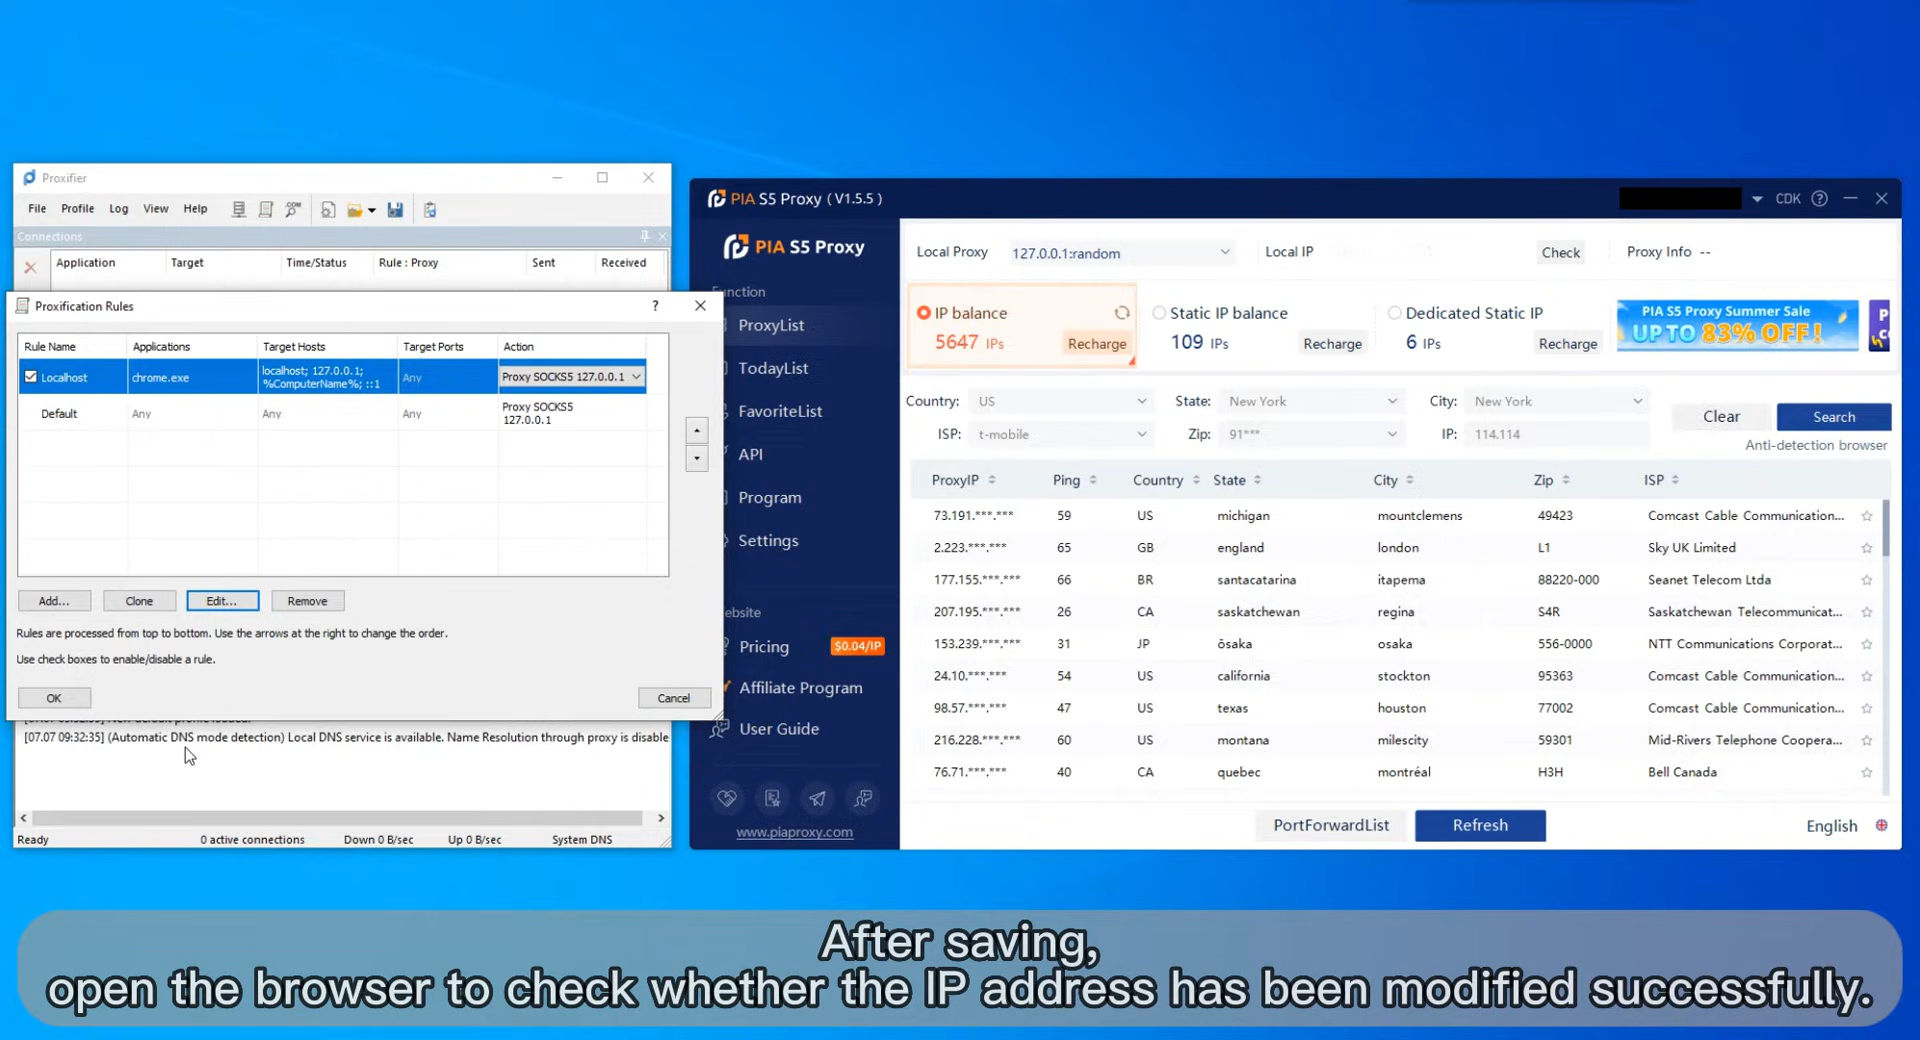 Proxifier
File Profile Log View Help
Connections
Application Target Time/Status Rule : Proxy Sent Received
Proxification Rules ?
Rule Name Applications Target Hosts Target Ports Action
Localhost chrome.exe localhost; 127.0.0.1; %ComputerName%; ::1 Any Proxy SOCKS5 127.0.0.1
Default Any Any Any Proxy SOCKS5 127.0.0.1
Add... Clone Edit... Remove
Rules are processed from top to bottom. Use the arrows at the right to change the order.
Use check boxes to enable/disable a rule.
OK Cancel
[07.07 09:32:35] (Automatic DNS mode detection) Local DNS service is available. Name Resolution through proxy is disable
Ready 0 active connections Down 0 B/sec Up 0 B/sec System DNS
PIA S5 Proxy ( V1.5.5 ) CDK ?
PIA S5 Proxy
ProxyList
TodayList
FavoriteList
API
Program
Settings
Pricing $0.04/IP
Affiliate Program
User Guide
www.piaproxy.com
Local Proxy 127.0.0.1:random Local IP Check Proxy Info --
IP balance
5647 IPs Recharge
Static IP balance
109 IPs Recharge
Dedicated Static IP
6 IPs Recharge
PIA S5 Proxy Summer Sale
UP TO 83% OFF!
Country: US State: New York City: New York Clear Search
ISP: t-mobile Zip: 91*** IP: 114.114
Anti-detection browser
ProxyIP Ping Country State City Zip ISP
73.191.***.*** 59 US michigan mountclemens 49423 Comcast Cable Communication...
2.223.***.*** 65 GB england london L1 Sky UK Limited
177.155.***.*** 66 BR santacatarina itapema 88220-000 Seanet Telecom Ltda
207.195.***.*** 26 CA saskatchewan regina S4R Saskatchewan Telecommunicat...
153.239.***.*** 31 JP ōsaka osaka 556-0000 NTT Communications Corporat...
24.10.***.*** 54 US california stockton 95363 Comcast Cable Communication...
98.57.***.*** 47 US texas houston 77002 Comcast Cable Communication...
216.228.***.*** 60 US montana milescity 59301 Mid-Rivers Telephone Coopera...
76.71.***.*** 40 CA quebec montréal H3H Bell Canada
PortForwardList Refresh English
After saving,
open the browser to check whether the IP address has been modified successfully.